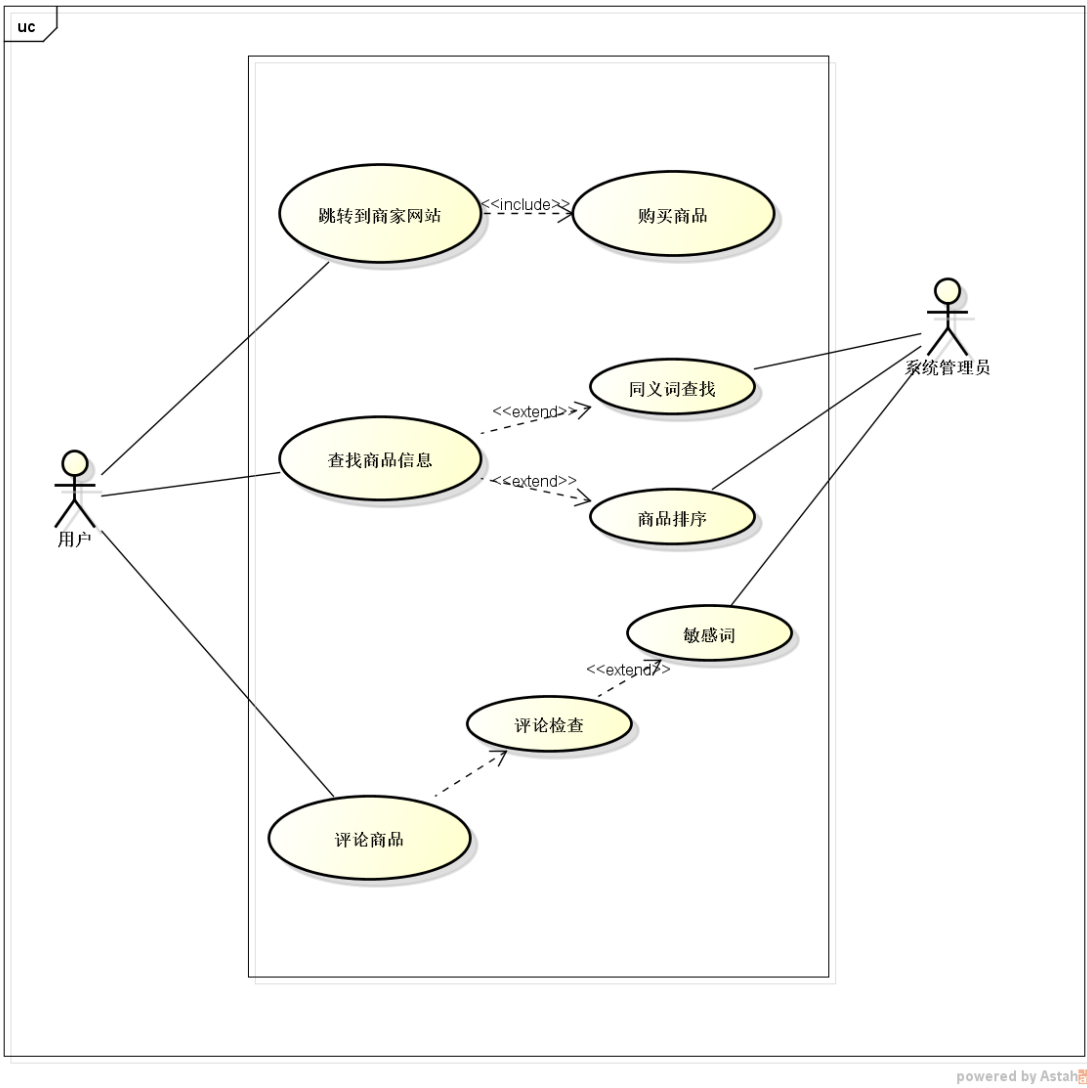 uc
跳转到商家网站
<<include>>
购买商品
系统管理员
同义词查找
<<extend>>
查找商品信息
<<extend>>
商品排序
用户
敏感词
<<extend>>
评论检查
评论商品
powered by Astah